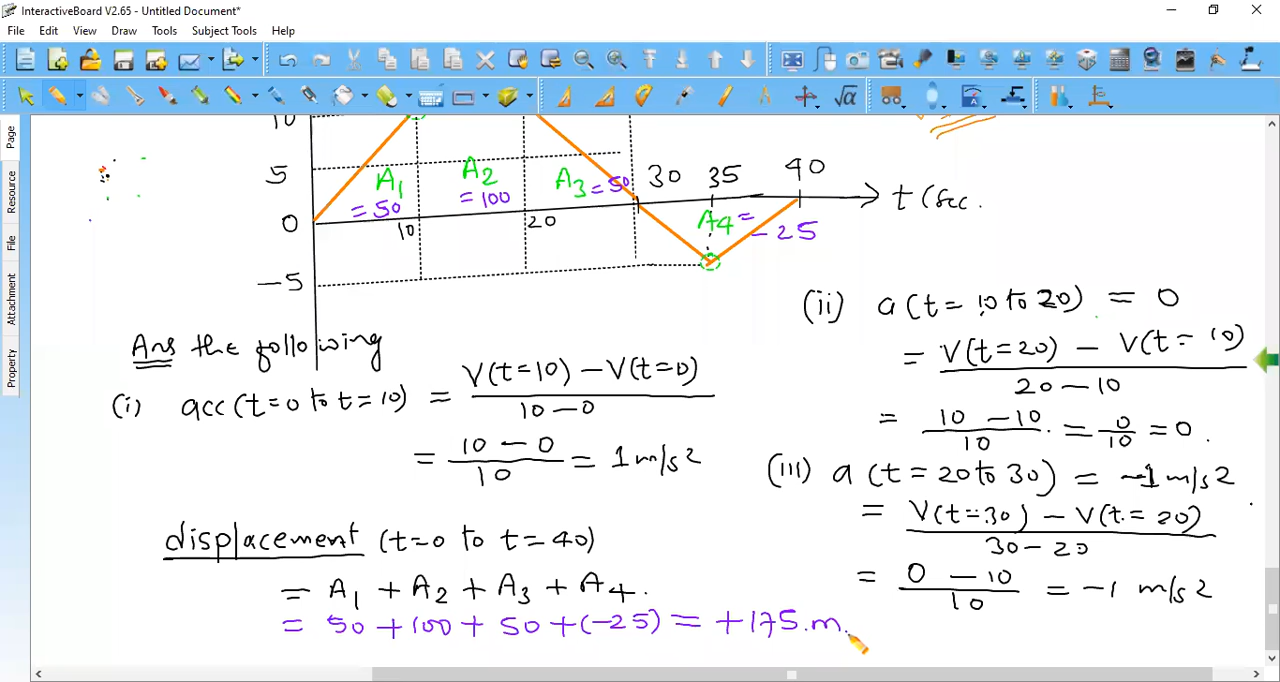 InteractiveBoard V2.65 - Untitled Document*
File Edit View Draw Tools Subject Tools Help
Page
Resource
File
Attachment
Property
10
5
0
-5
A1 = 50
A2 = 100
A3 = 50
A4 = -25
10
20
30 35 40
t (sec.
Ans the following
(i) acc (t=0 to t=10) = V(t=10) - V(t=0) / 10-0
= 10 - 0 / 10 = 1 m/s2
displacement (t=0 to t=40)
= A1 + A2 + A3 + A4.
= 50 + 100 + 50 + (-25) = +175.m.
(ii) a (t= 10 to 20) = 0
= V(t=20) - V(t= 10) / 20-10
= 10 - 10 / 10 = 0/10 = 0.
(iii) a (t= 20 to 30) = -1 m/s2
= V(t=30) - V(t= 20) / 30-20
= 0 - 10 / 10 = -1 m/s2